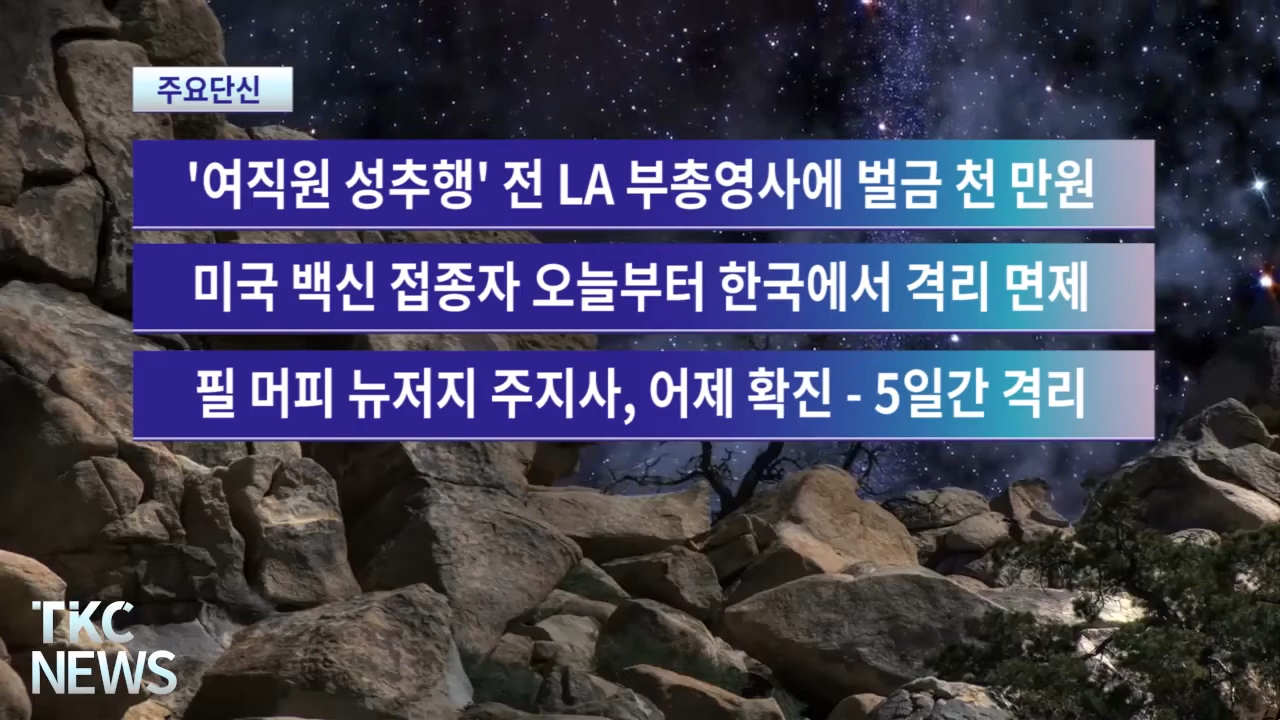 주요단신
'여직원 성추행' 전 LA 부총영사에 벌금 천 만원
미국 백신 접종자 오늘부터 한국에서 격리 면제
필 머피 뉴저지 주지사, 어제 확진 - 5일간 격리
TKC
NEWS